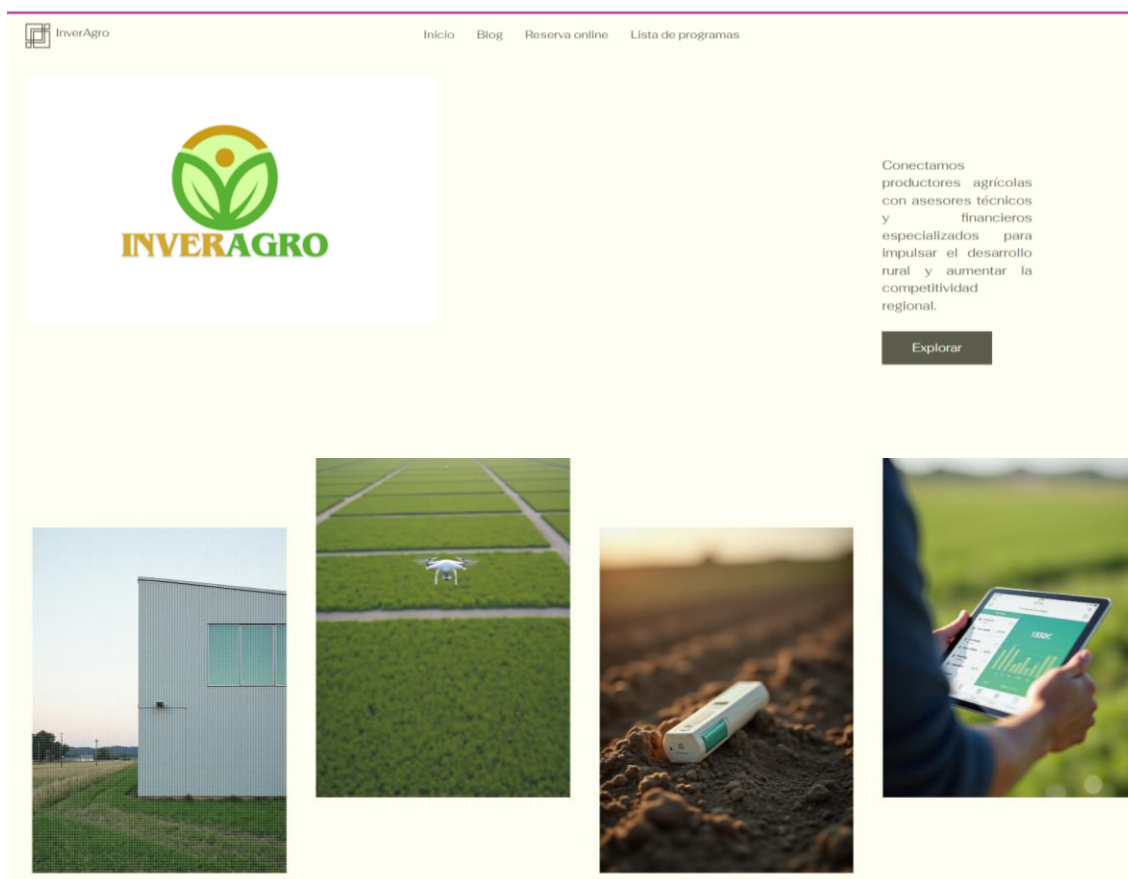 InverAgro
Inicio Blog Reserva online Lista de programas
INVERAGRO
Conectamos
productores agrícolas
con asesores técnicos
y financieros
especializados para
impulsar el desarrollo
rural y aumentar la
competitividad
regional.
Explorar